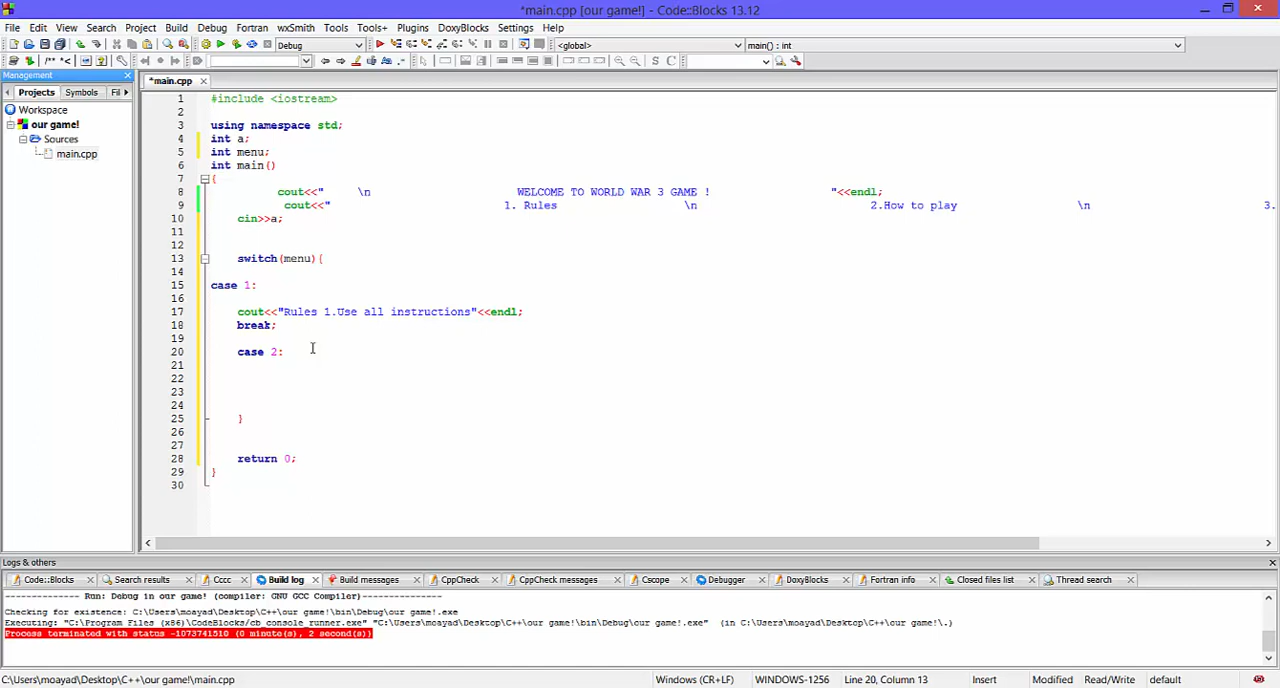 *main.cpp [our game!] - Code::Blocks 13.12
File Edit View Search Project Build Debug Fortran wxSmith Tools Tools+ Plugins DoxyBlocks Settings Help
Debug <global> main() : int
S C
Management
*main.cpp
Projects Symbols Fil
Workspace
our game!
Sources
main.cpp
1 #include <iostream>
2
3 using namespace std;
4 int a;
5 int menu;
6 int main()
7 {
8 cout<<" \n WELCOME TO WORLD WAR 3 GAME ! "<<endl;
9 cout<<" 1. Rules \n 2.How to play \n 3.
10 cin>>a;
11
12
13 switch(menu){
14
15 case 1:
16
17 cout<<"Rules 1.Use all instructions"<<endl;
18 break;
19
20 case 2:
21
22
23
24
25 }
26
27
28 return 0;
29 }
30
Logs & others
Code::Blocks Search results Cccc Build log Build messages CppCheck CppCheck messages Cscope Debugger DoxyBlocks Fortran info Closed files list Thread search
-------------- Run: Debug in our game! (compiler: GNU GCC Compiler)---------------
Checking for existence: C:\Users\moayad\Desktop\C++\our game!\bin\Debug\our game!.exe
Executing: "C:\Program Files (x86)\CodeBlocks/cb_console_runner.exe" "C:\Users\moayad\Desktop\C++\our game!\bin\Debug\our game!.exe" (in C:\Users\moayad\Desktop\C++\our game!\.)
Process terminated with status -1073741510 (0 minute(s), 2 second(s))
C:\Users\moayad\Desktop\C++\our game!\main.cpp Windows (CR+LF) WINDOWS-1256 Line 20, Column 13 Insert Modified Read/Write default